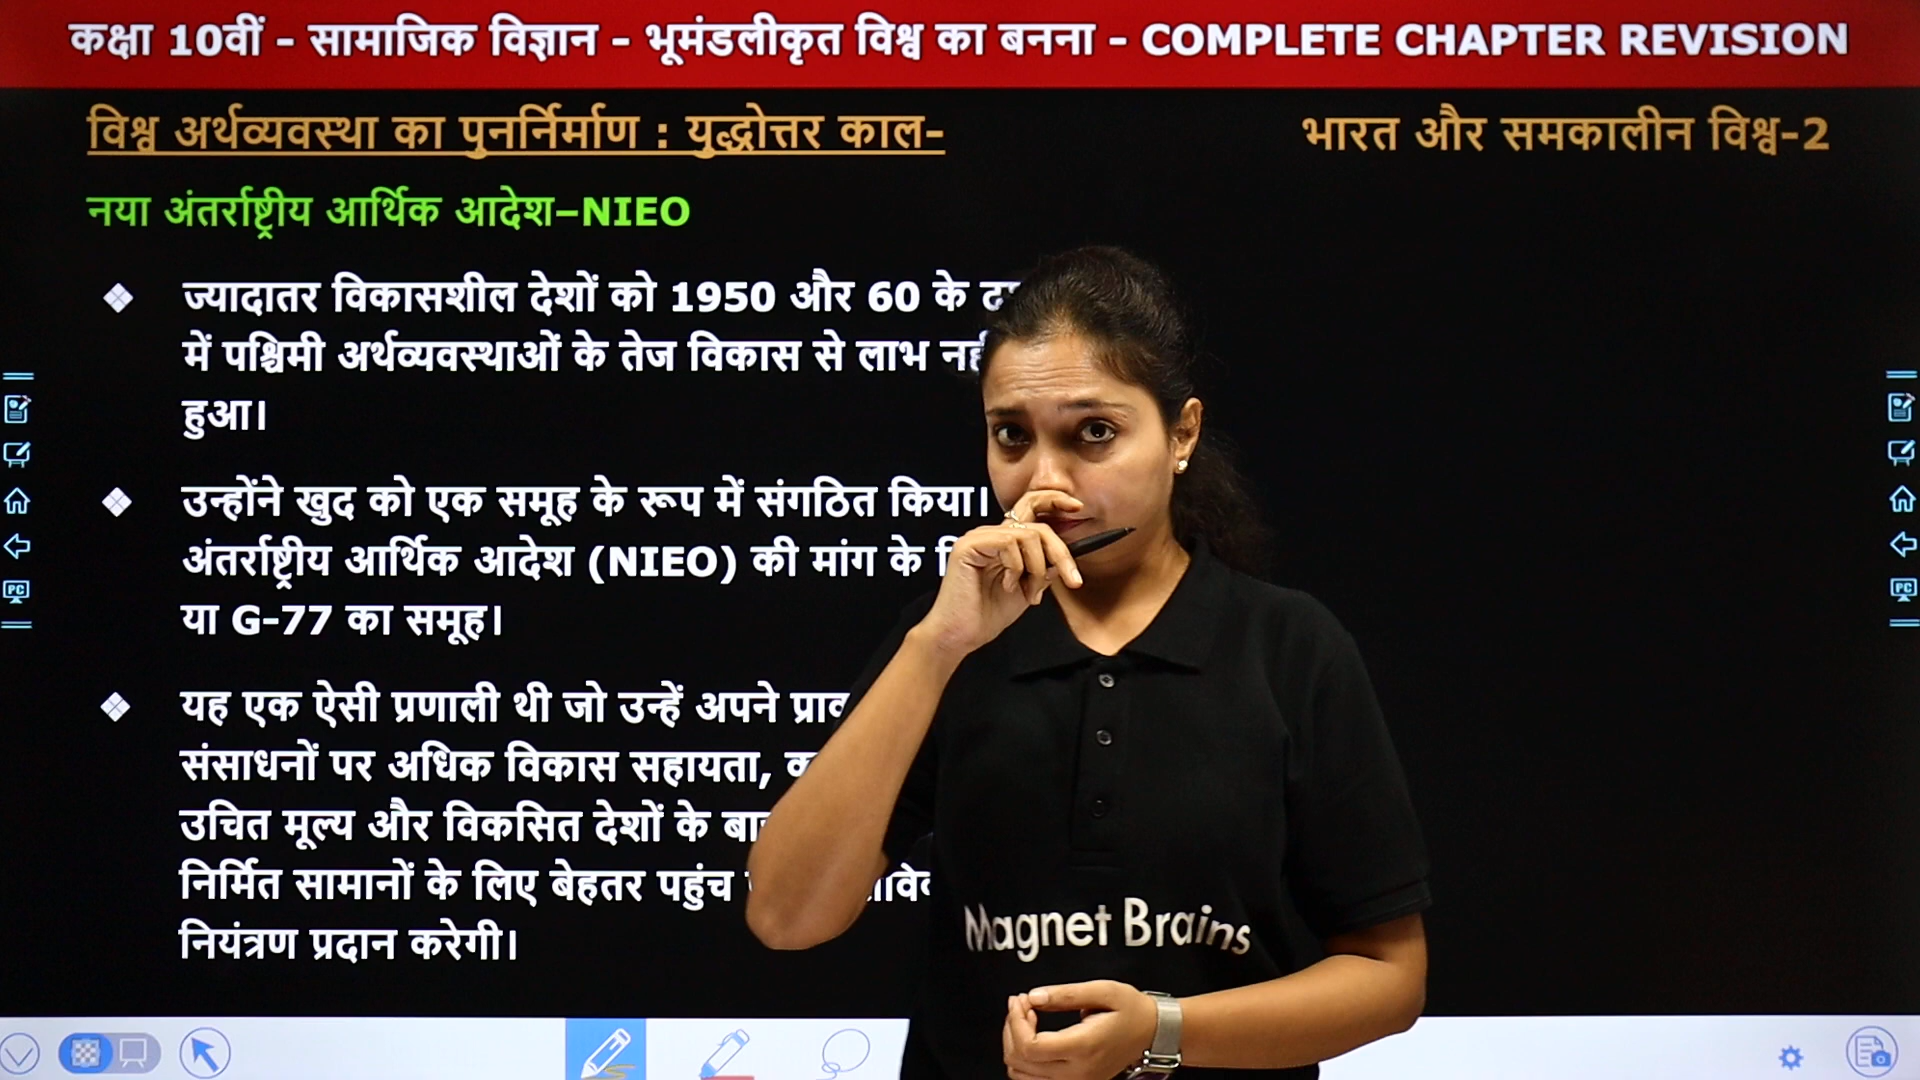 कक्षा 10वीं - सामाजिक विज्ञान - भूमंडलीकृत विश्व का बनना - COMPLETE CHAPTER REVISION
विश्व अर्थव्यवस्था का पुनर्निर्माण : युद्धोत्तर काल-
भारत और समकालीन विश्व-2
नया अंतर्राष्ट्रीय आर्थिक आदेश–NIEO
ज्यादातर विकासशील देशों को 1950 और 60 के
में पश्चिमी अर्थव्यवस्थाओं के तेज विकास से लाभ
हुआ।
उन्होंने खुद को एक समूह के रूप में संगठित किया।
अंतर्राष्ट्रीय आर्थिक आदेश (NIEO) की मांग के
या G-77 का समूह।
यह एक ऐसी प्रणाली थी जो उन्हें अपने
संसाधनों पर अधिक विकास सहायता,
उचित मूल्य और विकसित देशों के
निर्मित सामानों के लिए बेहतर पहुंच
नियंत्रण प्रदान करेगी।
Magnet Brains
PC
PC